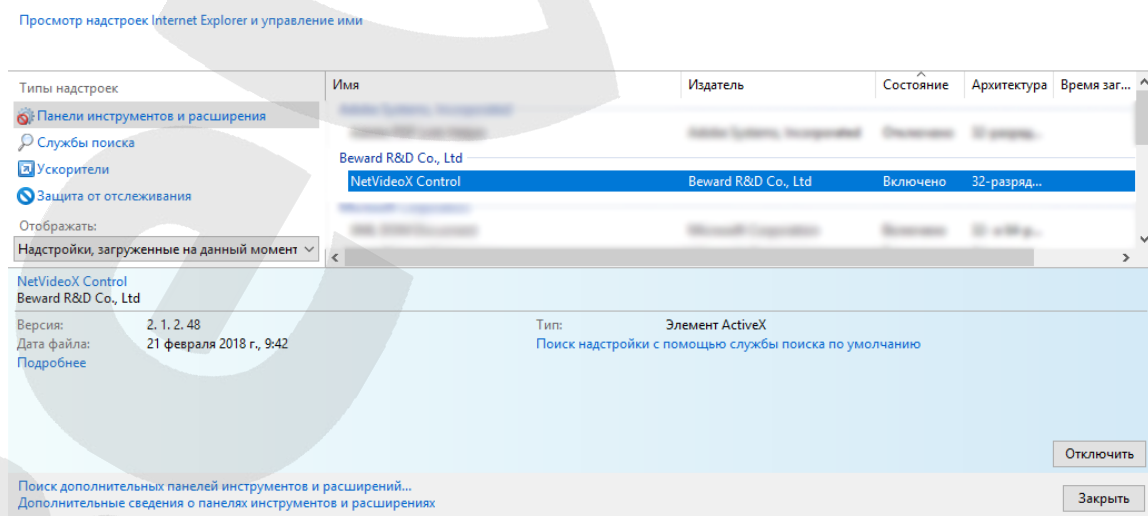 Просмотр надстроек Internet Explorer и управление ими
Типы надстроек
Панели инструментов и расширения
Службы поиска
Ускорители
Защита от отслеживания
Отображать:
Надстройки, загруженные на данный момент
Имя Издатель Состояние Архитектура Время заг...
Beward R&D Co., Ltd
NetVideoX Control Beward R&D Co., Ltd Включено 32-разряд...
NetVideoX Control
Beward R&D Co., Ltd
Версия: 2. 1. 2. 48 Тип: Элемент ActiveX
Дата файла: 21 февраля 2018 г., 9:42 Поиск надстройки с помощью службы поиска по умолчанию
Подробнее
Отключить
Поиск дополнительных панелей инструментов и расширений...
Дополнительные сведения о панелях инструментов и расширениях
Закрыть